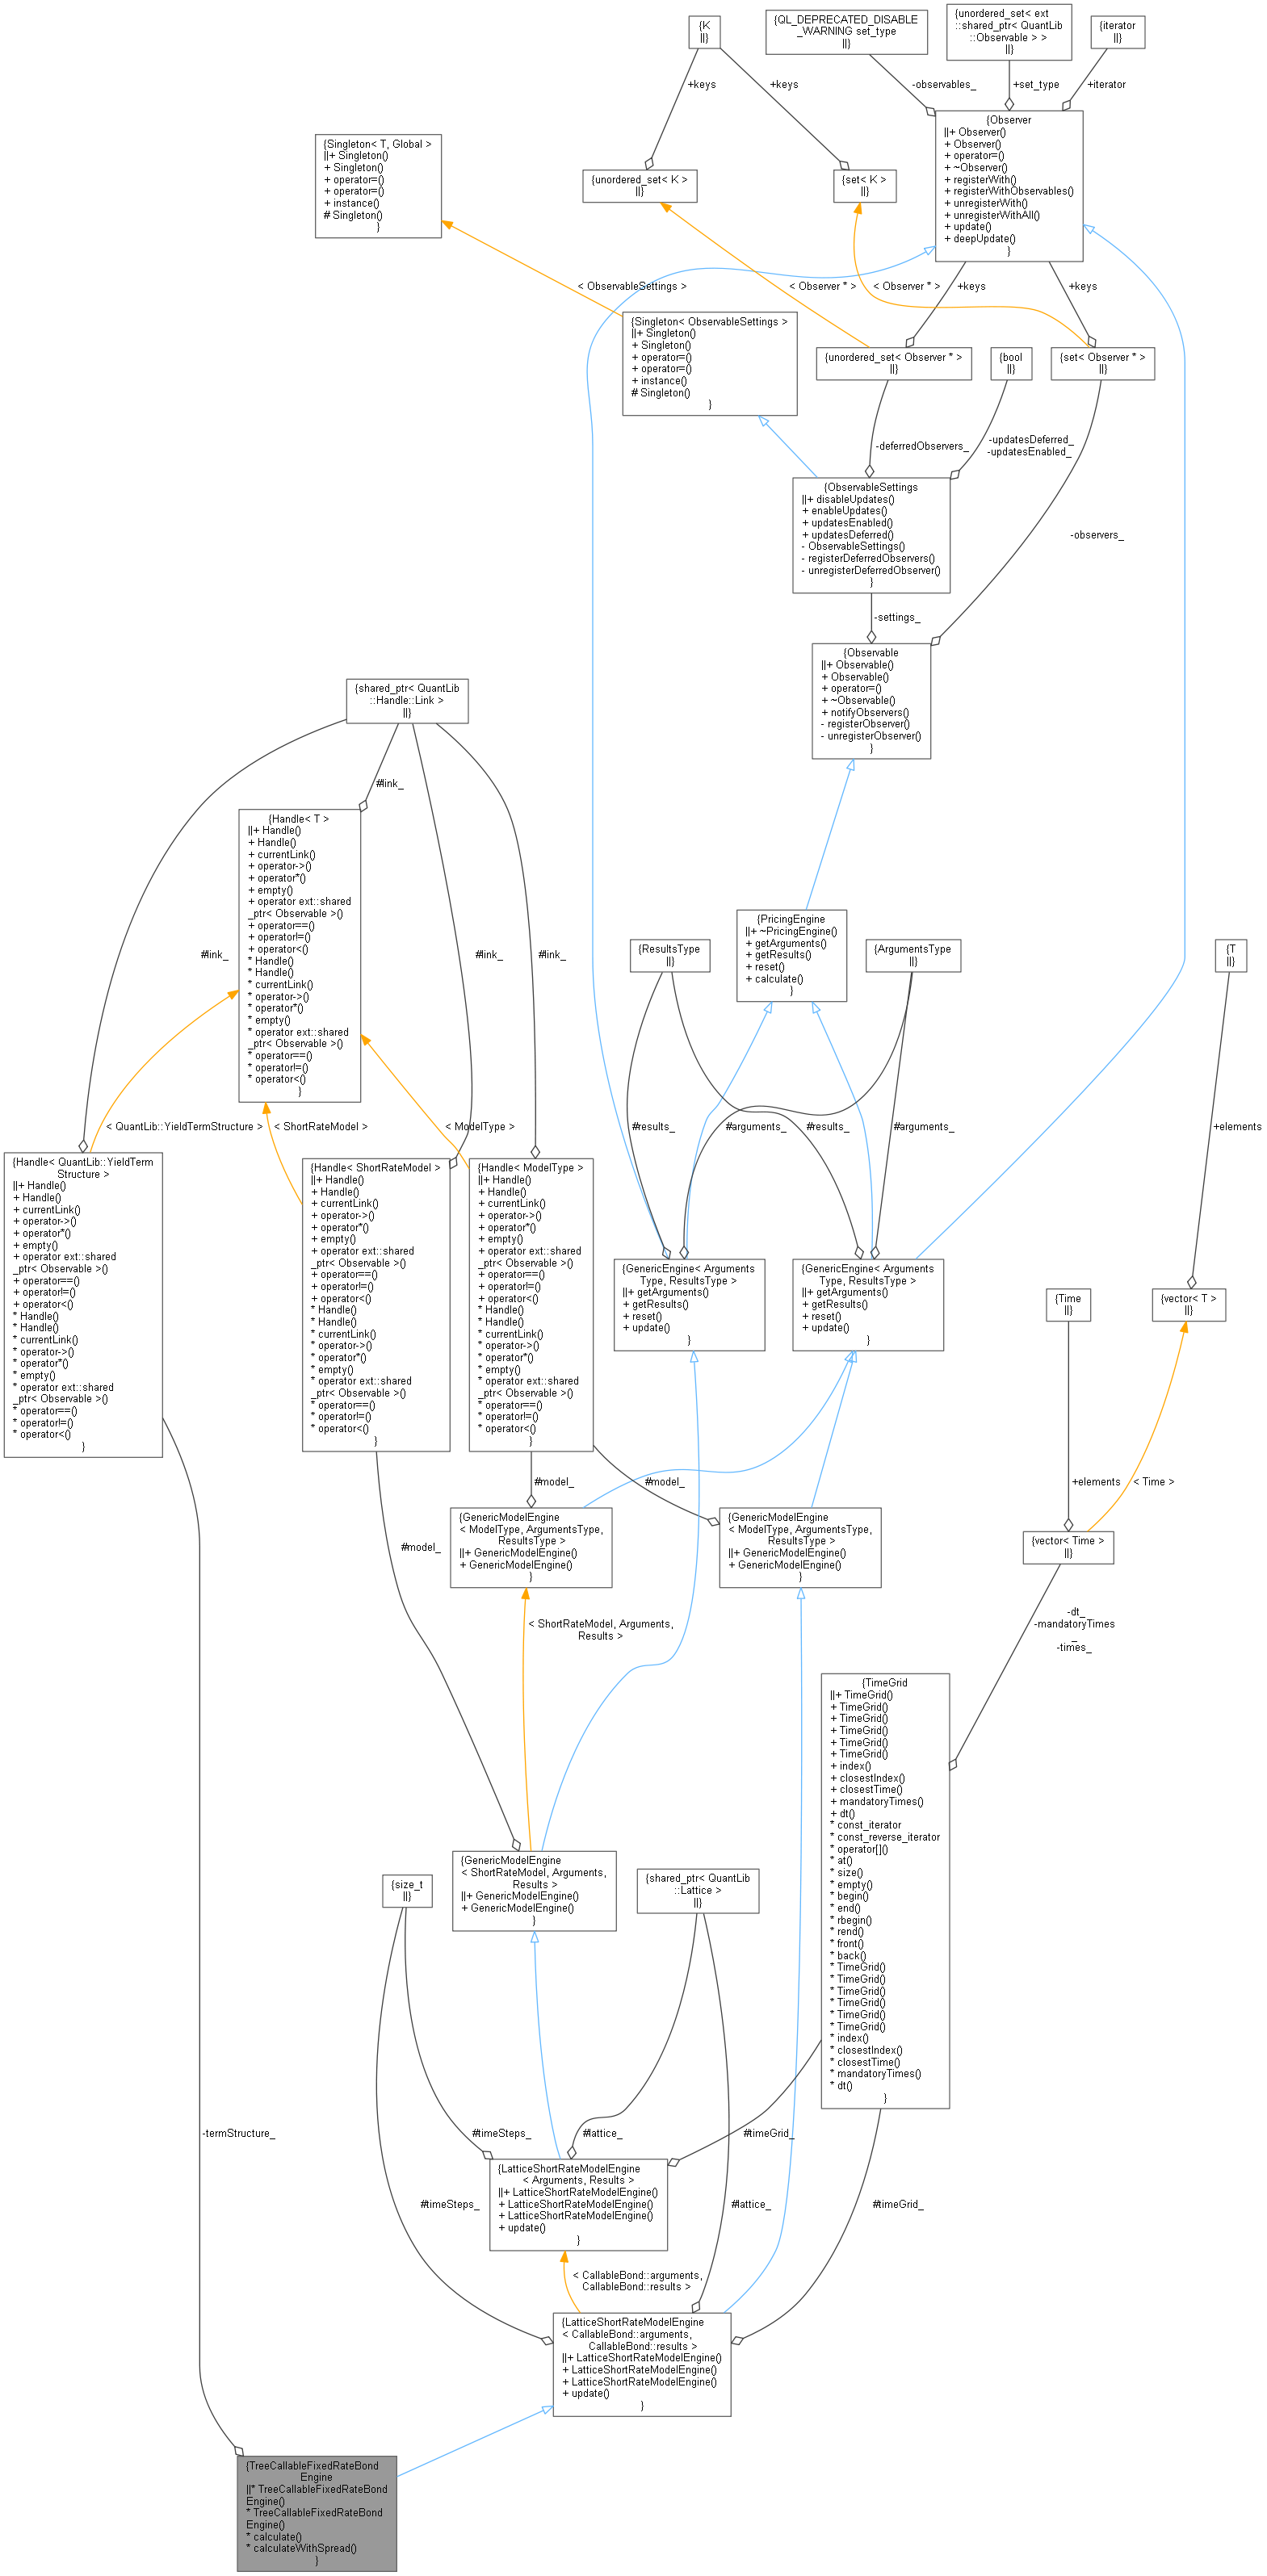 {K
||}
{QL_DEPRECATED_DISABLE
_WARNING set_type
||}
{unordered_set< ext
::shared_ptr< QuantLib
::Observable > >
||}
{iterator
||}
+keys
+keys
-observables_
+set_type
+iterator
{Singleton< T, Global >
||+ Singleton()
+ Singleton()
+ operator=()
+ operator=()
+ instance()
# Singleton()
}
{unordered_set< K >
||}
{set< K >
||}
{Observer
||+ Observer()
+ Observer()
+ operator=()
+ ~Observer()
+ registerWith()
+ registerWithObservables()
+ unregisterWith()
+ unregisterWithAll()
+ update()
+ deepUpdate()
}
< ObservableSettings >
< Observer * >
< Observer * >
+keys
+keys
{Singleton< ObservableSettings >
||+ Singleton()
+ Singleton()
+ operator=()
+ operator=()
+ instance()
# Singleton()
}
{unordered_set< Observer * >
||}
{bool
||}
{set< Observer * >
||}
-deferredObservers_
-updatesDeferred_
-updatesEnabled_
{ObservableSettings
||+ disableUpdates()
+ enableUpdates()
+ updatesEnabled()
+ updatesDeferred()
- ObservableSettings()
- registerDeferredObservers()
- unregisterDeferredObserver()
}
-observers_
-settings_
{Observable
||+ Observable()
+ Observable()
+ operator=()
+ ~Observable()
+ notifyObservers()
- registerObserver()
- unregisterObserver()
}
{shared_ptr< QuantLib
::Handle::Link >
||}
#link_
{Handle< T >
||+ Handle()
+ Handle()
+ currentLink()
+ operator->()
+ operator*()
+ empty()
+ operator ext::shared
_ptr< Observable >()
+ operator==()
+ operator!=()
+ operator<()
* Handle()
* Handle()
* currentLink()
* operator->()
* operator*()
* empty()
* operator ext::shared
_ptr< Observable >()
* operator==()
* operator!=()
* operator<()
}
#link_
#link_
#link_
{PricingEngine
||+ ~PricingEngine()
+ getArguments()
+ getResults()
+ reset()
+ calculate()
}
{ResultsType
||}
{ArgumentsType
||}
{T
||}
< QuantLib::YieldTermStructure >
< ShortRateModel >
< ModelType >
#results_
#arguments_
#results_
#arguments_
+elements
{Handle< QuantLib::YieldTerm
Structure >
||+ Handle()
+ Handle()
+ currentLink()
+ operator->()
+ operator*()
+ empty()
+ operator ext::shared
_ptr< Observable >()
+ operator==()
+ operator!=()
+ operator<()
* Handle()
* Handle()
* currentLink()
* operator->()
* operator*()
* empty()
* operator ext::shared
_ptr< Observable >()
* operator==()
* operator!=()
* operator<()
}
{Handle< ShortRateModel >
||+ Handle()
+ Handle()
+ currentLink()
+ operator->()
+ operator*()
+ empty()
+ operator ext::shared
_ptr< Observable >()
+ operator==()
+ operator!=()
+ operator<()
* Handle()
* Handle()
* currentLink()
* operator->()
* operator*()
* empty()
* operator ext::shared
_ptr< Observable >()
* operator==()
* operator!=()
* operator<()
}
{Handle< ModelType >
||+ Handle()
+ Handle()
+ currentLink()
+ operator->()
+ operator*()
+ empty()
+ operator ext::shared
_ptr< Observable >()
+ operator==()
+ operator!=()
+ operator<()
* Handle()
* Handle()
* currentLink()
* operator->()
* operator*()
* empty()
* operator ext::shared
_ptr< Observable >()
* operator==()
* operator!=()
* operator<()
}
{GenericEngine< Arguments
Type, ResultsType >
||+ getArguments()
+ getResults()
+ reset()
+ update()
}
{GenericEngine< Arguments
Type, ResultsType >
||+ getArguments()
+ getResults()
+ reset()
+ update()
}
{Time
||}
{vector< T >
||}
#model_
#model_
+elements
< Time >
#model_
{GenericModelEngine
< ModelType, ArgumentsType,
ResultsType >
||+ GenericModelEngine()
+ GenericModelEngine()
}
{GenericModelEngine
< ModelType, ArgumentsType,
ResultsType >
||+ GenericModelEngine()
+ GenericModelEngine()
}
{vector< Time >
||}
< ShortRateModel, Arguments,
Results >
-dt_
-mandatoryTimes
_
-times_
{TimeGrid
||+ TimeGrid()
+ TimeGrid()
+ TimeGrid()
+ TimeGrid()
+ TimeGrid()
+ TimeGrid()
+ index()
+ closestIndex()
+ closestTime()
+ mandatoryTimes()
+ dt()
* const_iterator
* const_reverse_iterator
* operator[]()
* at()
* size()
* empty()
* begin()
* end()
* rbegin()
* rend()
* front()
* back()
* TimeGrid()
* TimeGrid()
* TimeGrid()
* TimeGrid()
* TimeGrid()
* TimeGrid()
* index()
* closestIndex()
* closestTime()
* mandatoryTimes()
* dt()
}
{GenericModelEngine
< ShortRateModel, Arguments,
Results >
||+ GenericModelEngine()
+ GenericModelEngine()
}
{size_t
||}
{shared_ptr< QuantLib
::Lattice >
||}
-termStructure_
#timeSteps_
#lattice_
#timeGrid_
{LatticeShortRateModelEngine
< Arguments, Results >
||+ LatticeShortRateModelEngine()
+ LatticeShortRateModelEngine()
+ LatticeShortRateModelEngine()
+ update()
}
#timeSteps_
#lattice_
#timeGrid_
< CallableBond::arguments,
CallableBond::results >
{LatticeShortRateModelEngine
< CallableBond::arguments,
CallableBond::results >
||+ LatticeShortRateModelEngine()
+ LatticeShortRateModelEngine()
+ LatticeShortRateModelEngine()
+ update()
}
{TreeCallableFixedRateBond
Engine
||* TreeCallableFixedRateBond
Engine()
* TreeCallableFixedRateBond
Engine()
* calculate()
* calculateWithSpread()
}